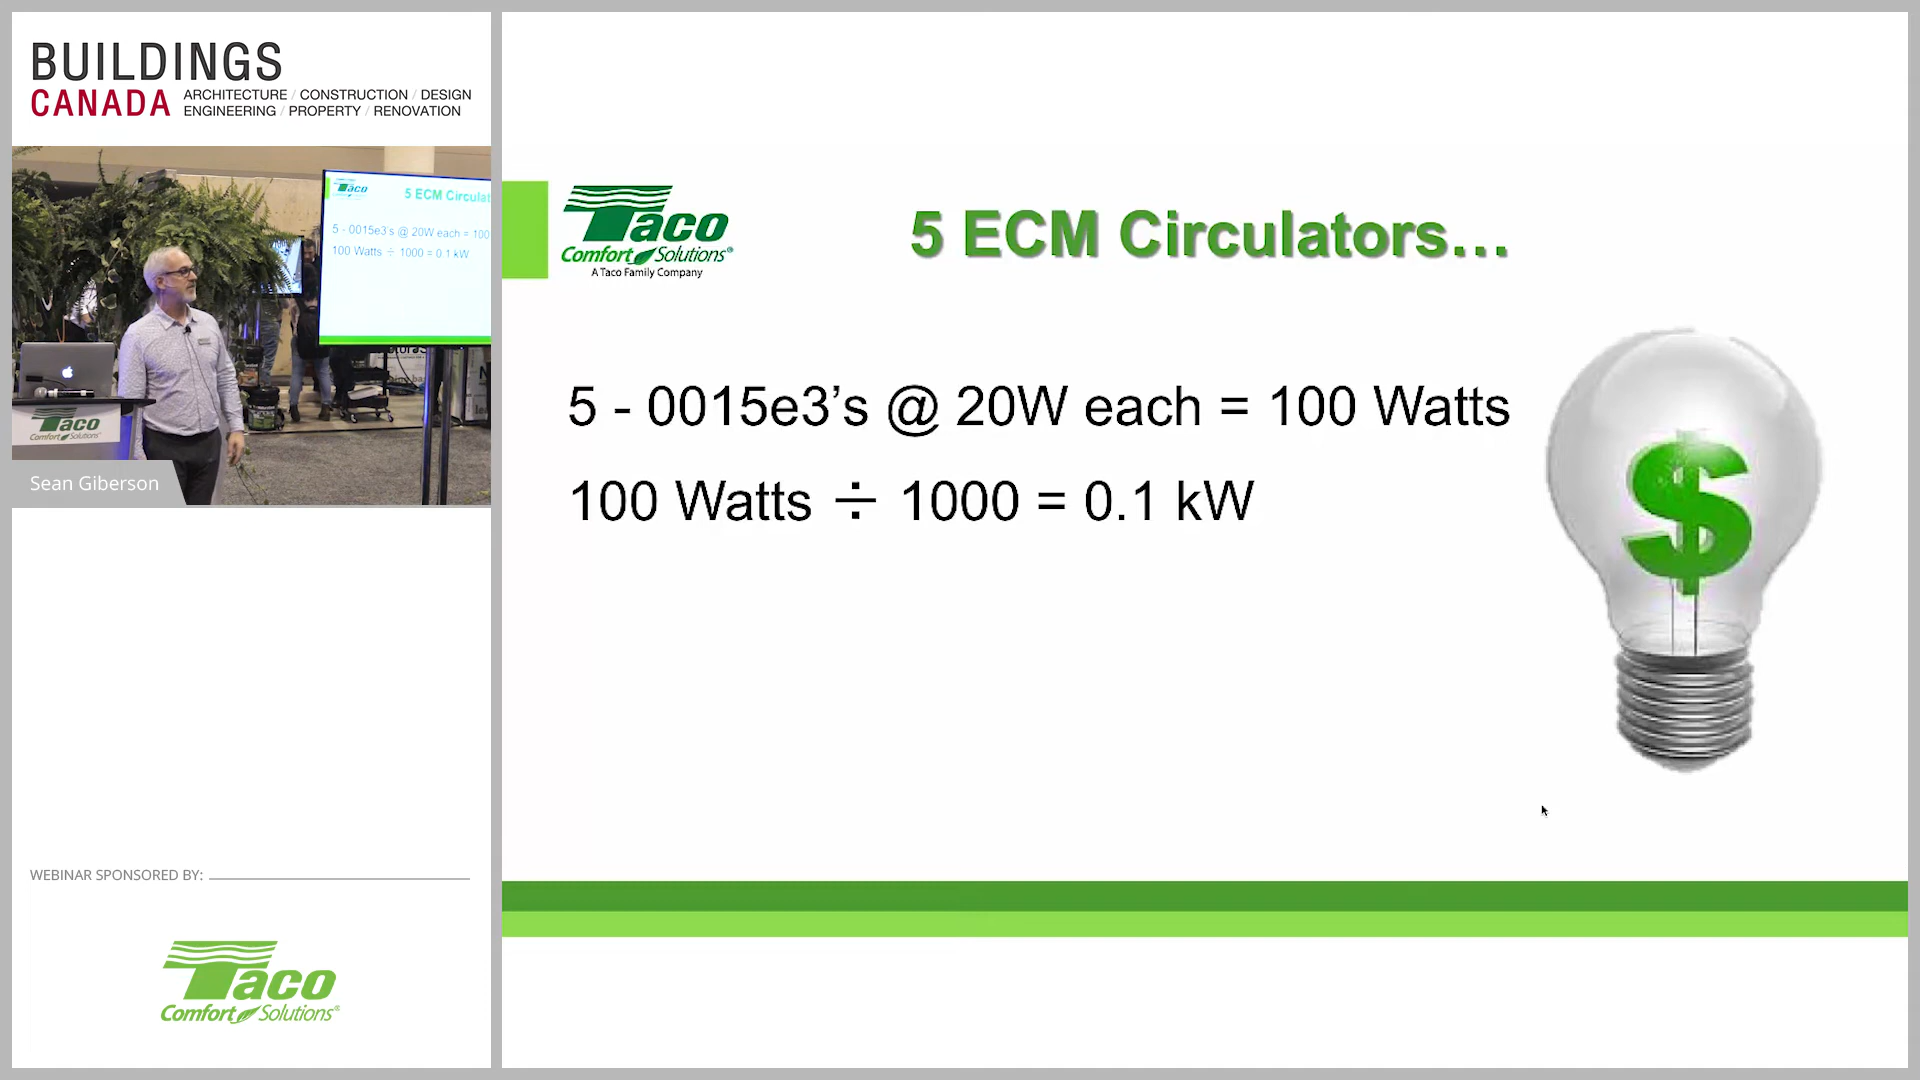 BUILDINGS
CANADA
ARCHITECTURE / CONSTRUCTION / DESIGN
ENGINEERING / PROPERTY / RENOVATION
Taco
5 ECM Circulat
5 - 0015e3's @ 20W each = 100
100 Watts ÷ 1000 = 0.1 kW
Taco
Comfort Solutions
Sean Giberson
WEBINAR SPONSORED BY:
Taco
Comfort Solutions®
Taco
Comfort Solutions®
A Taco Family Company
5 ECM Circulators...
5 - 0015e3’s @ 20W each = 100 Watts
100 Watts ÷ 1000 = 0.1 kW
$